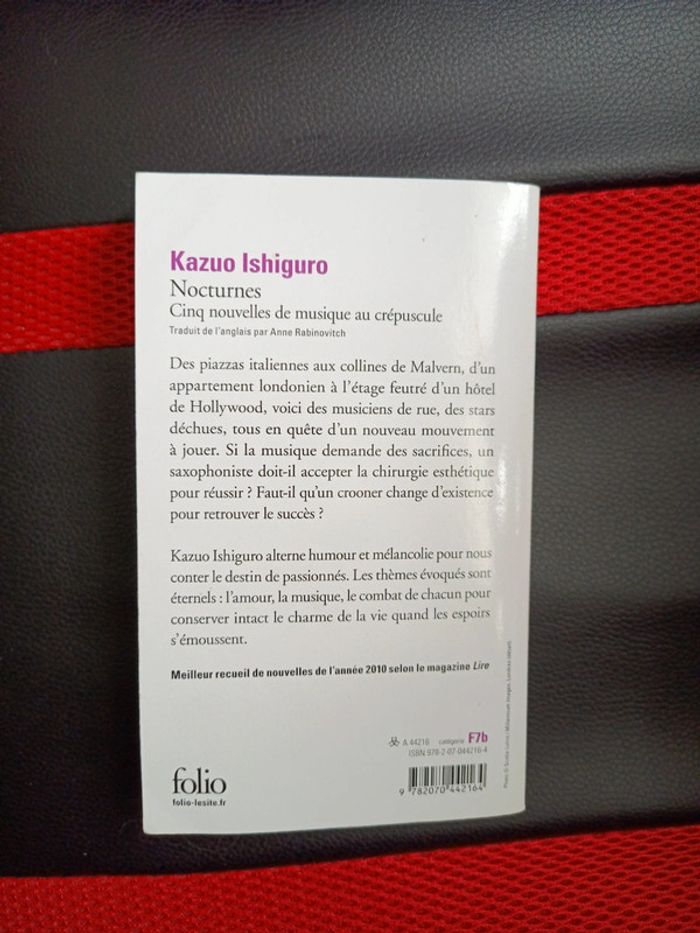 Kazuo Ishiguro
Nocturnes
Cinq nouvelles de musique au crépuscule
Traduit de l'anglais par Anne Rabinovitch
Des piazzas italiennes aux collines de Malvern, d'un
appartement londonien à l'étage feutré d'un hôtel
de Hollywood, voici des musiciens de rue, des stars
déchues, tous en quête d'un nouveau mouvement
à jouer. Si la musique demande des sacrifices, un
saxophoniste doit-il accepter la chirurgie esthétique
pour réussir ? Faut-il qu'un crooner change d'existence
pour retrouver le succès ?
Kazuo Ishiguro alterne humour et mélancolie pour nous
conter le destin de passionnés. Les thèmes évoqués sont
éternels : l'amour, la musique, le combat de chacun pour
conserver intact le charme de la vie quand les espoirs
s'émoussent.
Meilleur recueil de nouvelles de l'année 2010 selon le magazine Lire
A 44216 catégorie F7b
ISBN 978-2-07-044216-4
folio
folio-lesite.fr
9 782070 442164
Photo ©